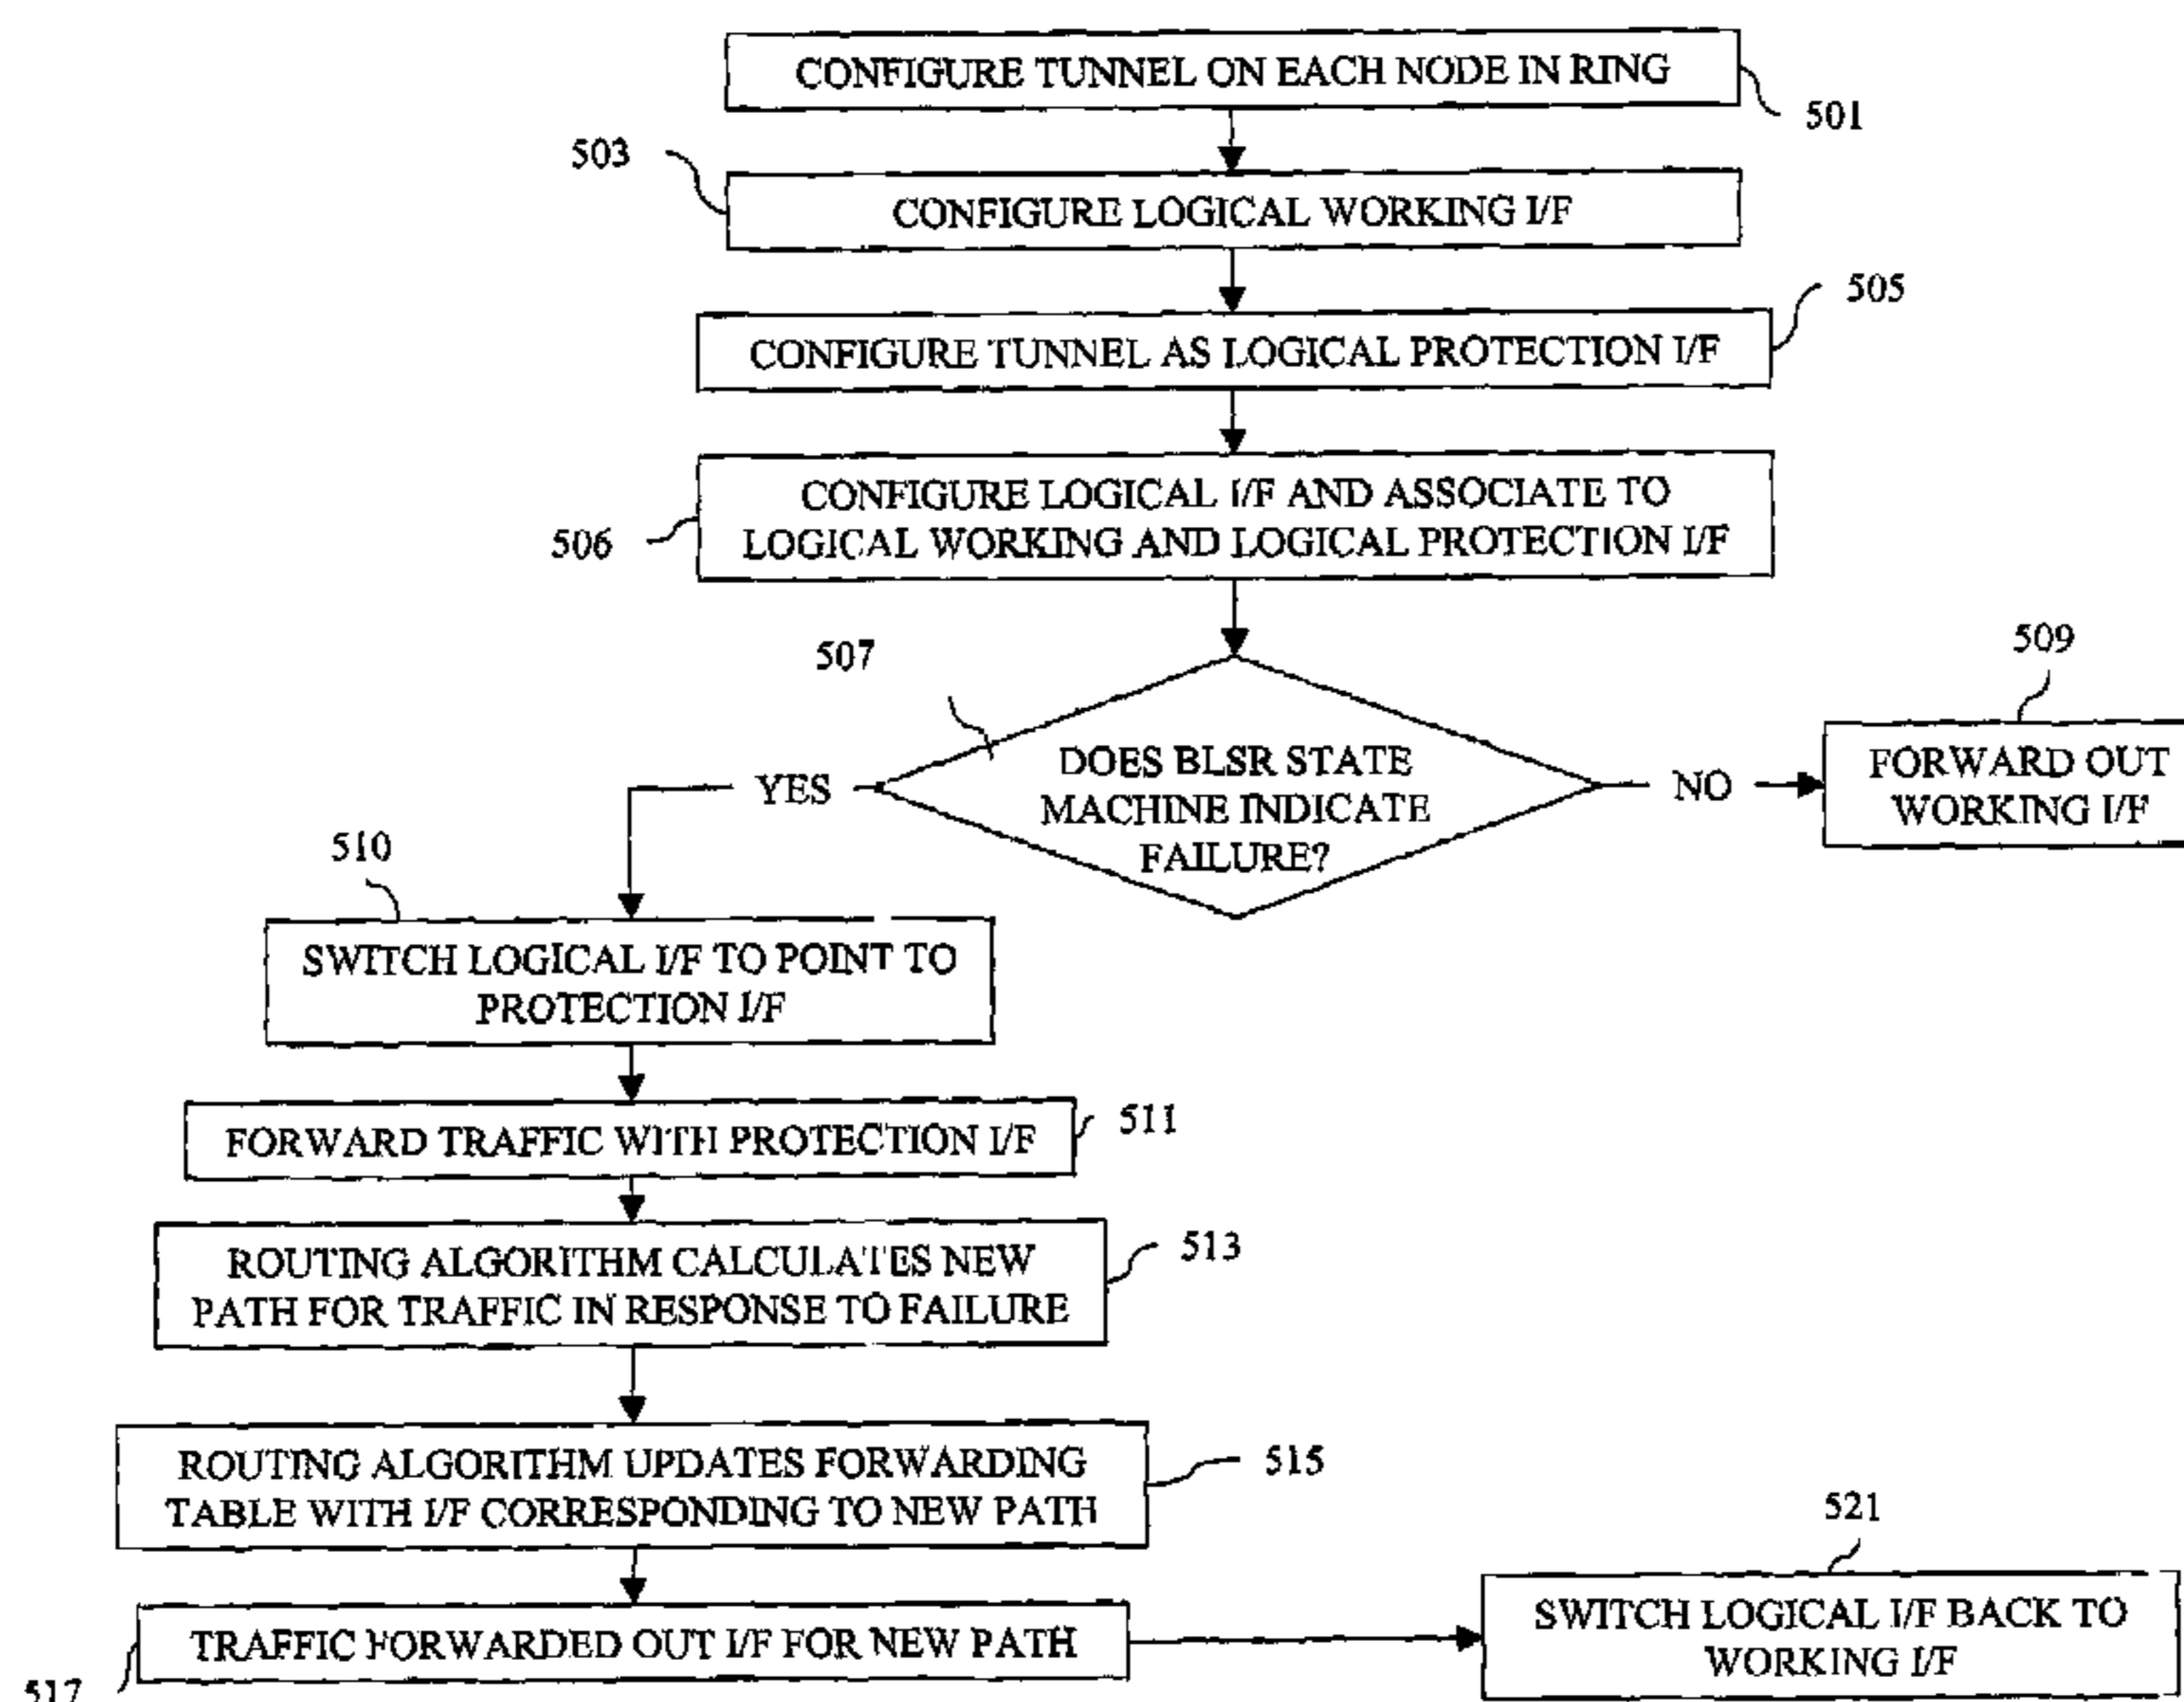 CONFIGURE TUNNEL ON EACH NODE IN RING
501
503
CONFIGURE LOGICAL WORKING I/F
505
CONFIGURE TUNNEL AS LOGICAL PROTECTION I/F
CONFIGURE LOGICAL I/F AND ASSOCIATE TO
LOGICAL WORKING AND LOGICAL PROTECTION I/F
506
507
DOES BLSR STATE
MACHINE INDICATE
FAILURE?
YES
NO
509
FORWARD OUT
WORKING I/F
510
SWITCH LOGICAL I/F TO POINT TO
PROTECTION I/F
FORWARD TRAFFIC WITH PROTECTION I/F
511
ROUTING ALGORITHM CALCULATES NEW
PATH FOR TRAFFIC IN RESPONSE TO FAILURE
513
ROUTING ALGORITHM UPDATES FORWARDING
TABLE WITH I/F CORRESPONDING TO NEW PATH
515
TRAFFIC FORWARDED OUT I/F FOR NEW PATH
517
521
SWITCH LOGICAL I/F BACK TO
WORKING I/F